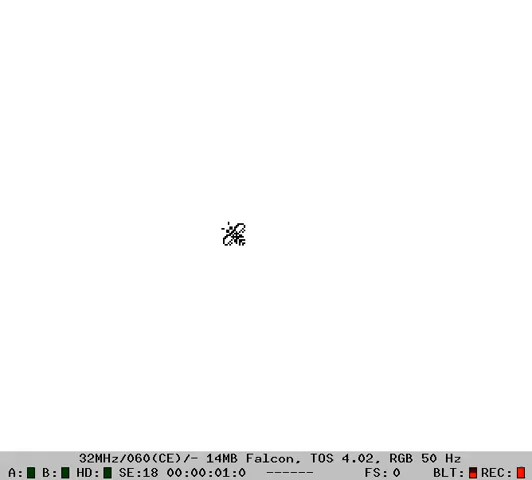 32MHz/060(CE)/- 14MB Falcon, TOS 4.02, RGB 50 Hz
A: B: HD: SE:18 00:00:01:0 ------ FS: 0 BLT: REC: